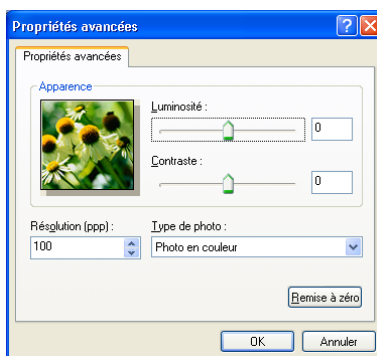 Propriétés avancées
Propriétés avancées
Apparence
Luminosité :
0
Contraste :
0
Résolution (ppp) :
Type de photo :
100
Photo en couleur
Remise à zéro
OK
Annuler